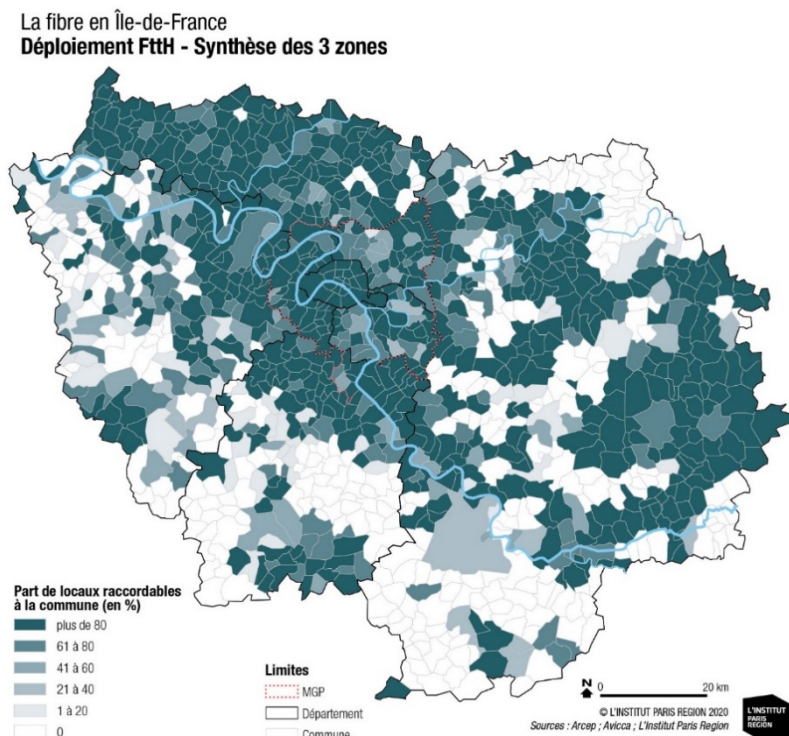 La fibre en Île-de-France
Déploiement FttH - Synthèse des 3 zones
Part de locaux raccordables
à la commune (en %)
plus de 80
61 à 80
41 à 60
21 à 40
1 à 20
0
Limites
MGP
Département
Commune
N
0 20 km
© L'INSTITUT PARIS REGION 2020
Sources : Arcep ; Avicca ; L'Institut Paris Region
L'INSTITUT
PARIS
REGION